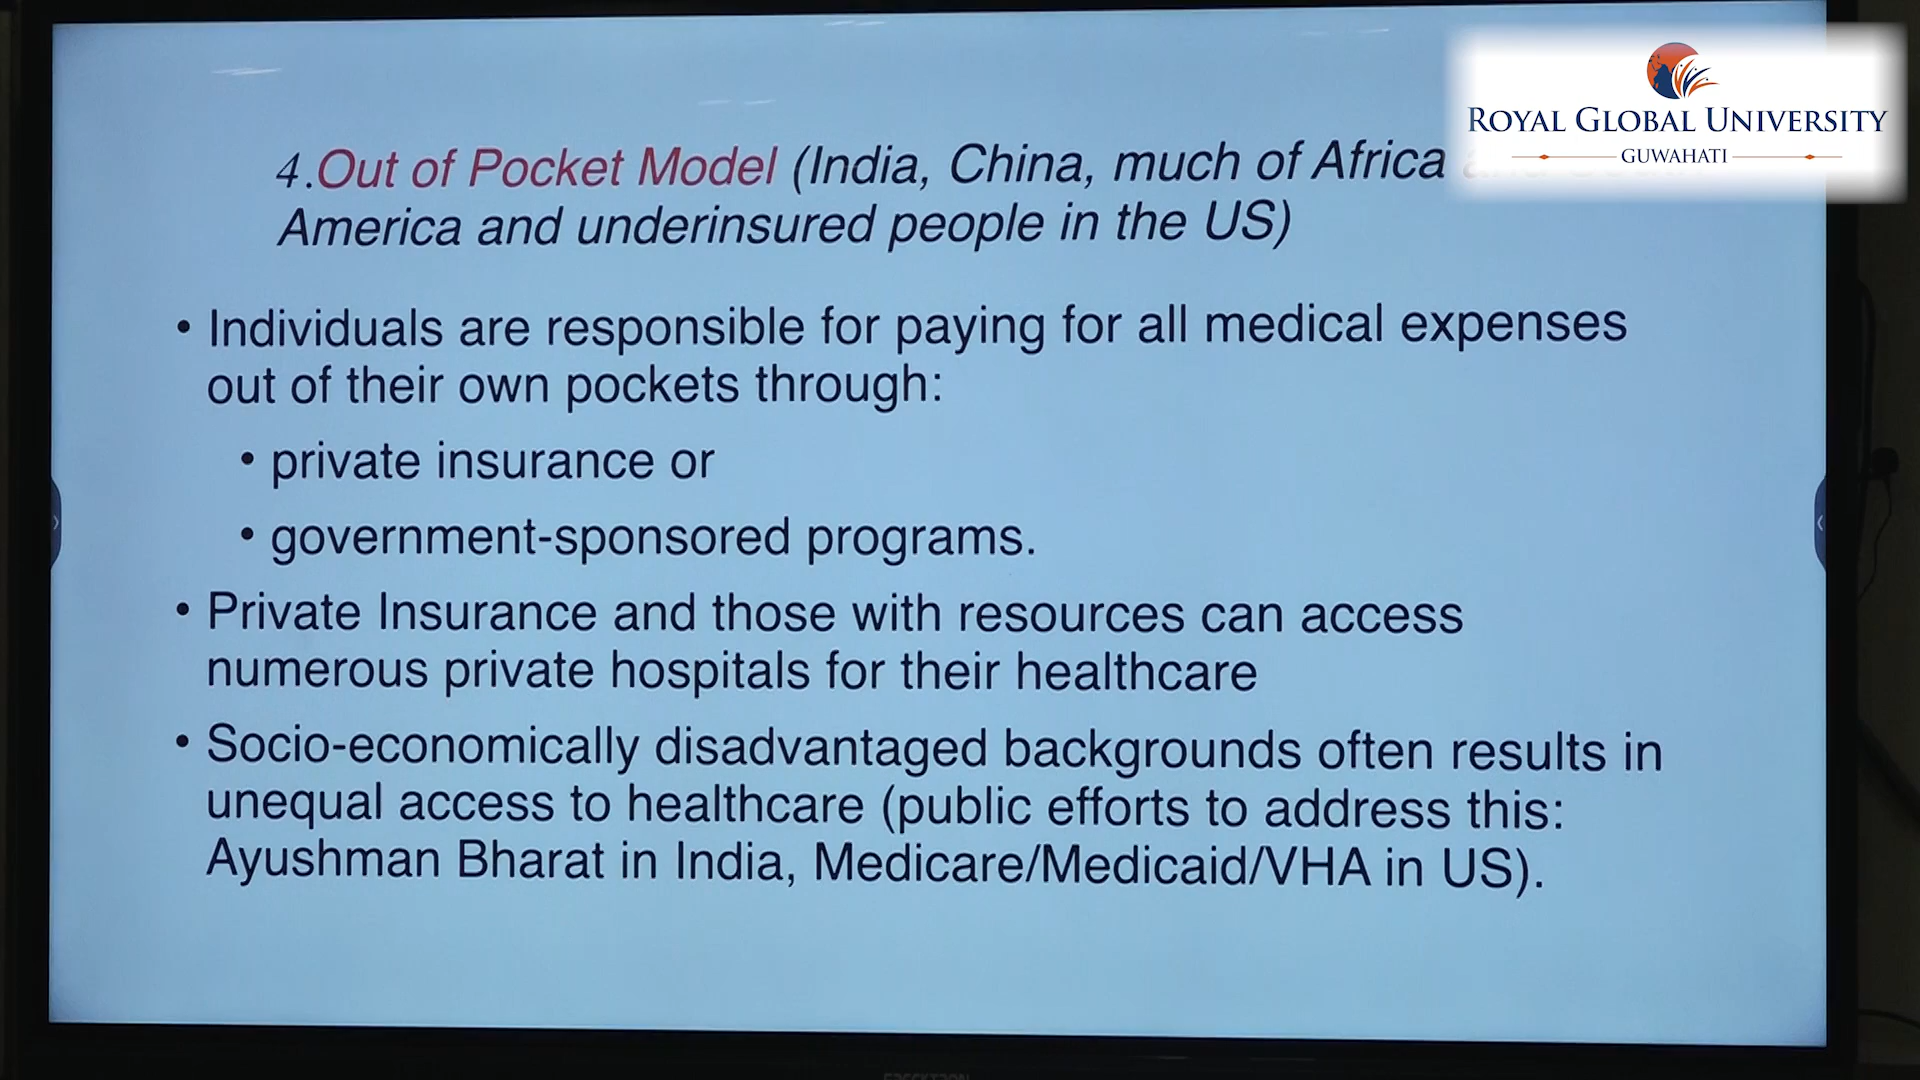 ROYAL GLOBAL UNIVERSITY
GUWAHATI
4.Out of Pocket Model (India, China, much of Africa
America and underinsured people in the US)
• Individuals are responsible for paying for all medical expenses
out of their own pockets through:
• private insurance or
• government-sponsored programs.
• Private Insurance and those with resources can access
numerous private hospitals for their healthcare
• Socio-economically disadvantaged backgrounds often results in
unequal access to healthcare (public efforts to address this:
Ayushman Bharat in India, Medicare/Medicaid/VHA in US).